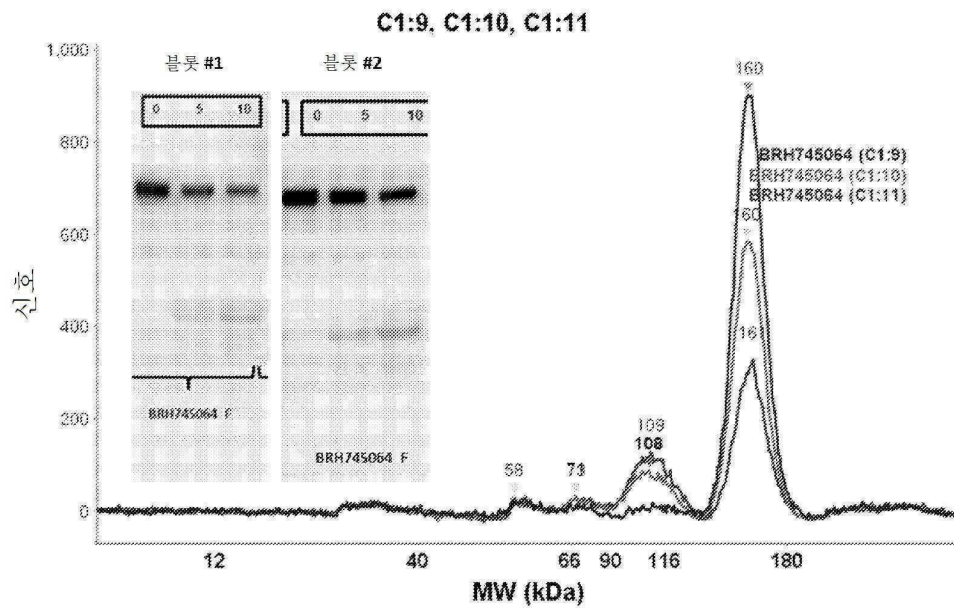 C1:9, C1:10, C1:11
블롯 #1
블롯 #2
0 5 10
0 5 10
BRH745064 F
BRH745064 F
1,000
800
600
400
200
0
신호
160
BRH745064 (C1:9)
BRH745064 (C1:10)
BRH745064 (C1:11)
160
161
109
108
58
73
12
40
66
90
116
180
MW (kDa)